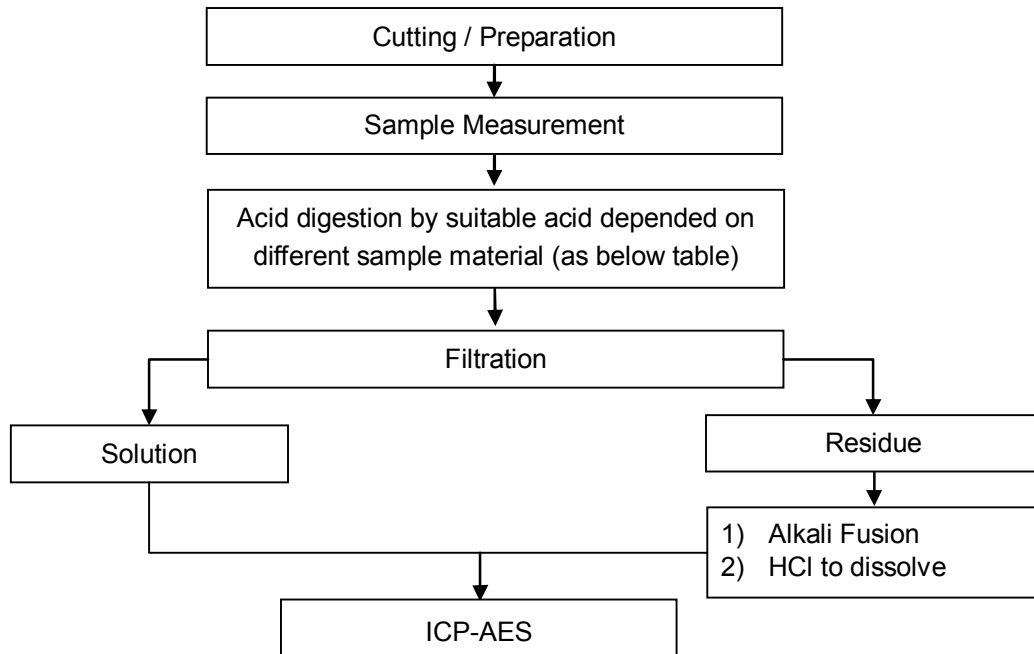 Cutting / Preparation
Sample Measurement
Acid digestion by suitable acid depended on
different sample material (as below table)
Filtration
Solution
Residue
1) Alkali Fusion
2) HCl to dissolve
ICP-AES